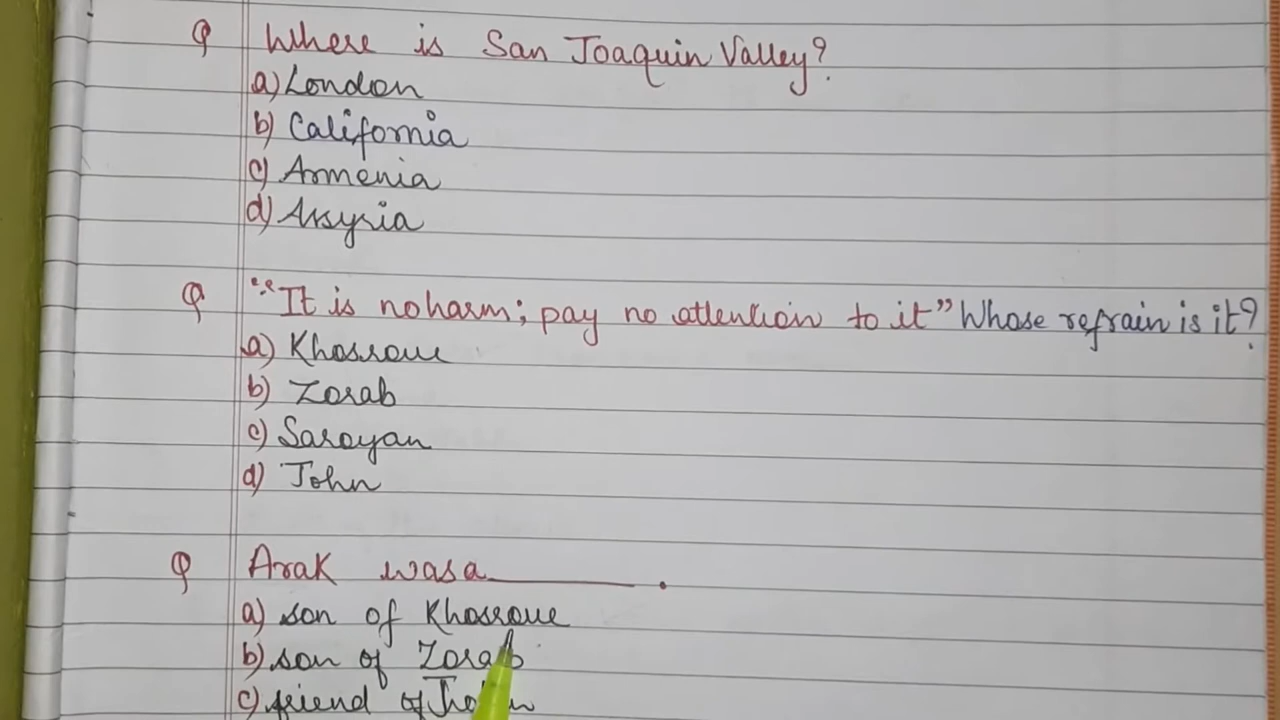 Q Where is San Joaquin Valley?
a) London
b) California
c) Armenia
d) Assyria
Q "It is no harm; pay no attention to it" Whose refrain is it?
a) Khosrove
b) Zorab
c) Saroyan
d) John
Q Arak was a ______.
a) son of Khosrove
b) son of Zorab
c) friend of